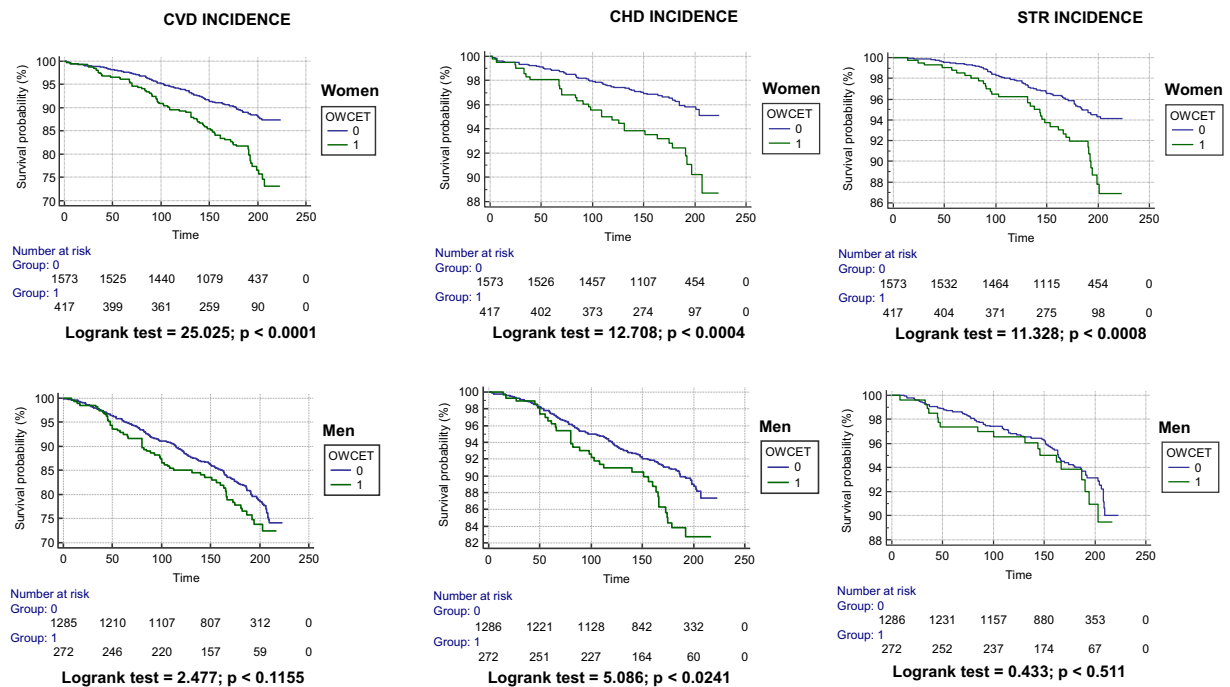 CVD INCIDENCE
CHD INCIDENCE
STR INCIDENCE
Survival probability (%)
100
95
90
85
80
75
70
0 50 100 150 200 250
Time
Women
OWCET
0
1
Number at risk
Group: 0
1573 1525 1440 1079 437 0
Group: 1
417 399 361 259 90 0
Logrank test = 25.025; p < 0.0001
Survival probability (%)
100
98
96
94
92
90
88
0 50 100 150 200 250
Time
Women
OWCET
0
1
Number at risk
Group: 0
1573 1526 1457 1107 454 0
Group: 1
417 402 373 274 97 0
Logrank test = 12.708; p < 0.0004
Survival probability (%)
100
98
96
94
92
90
88
86
0 50 100 150 200 250
Time
Women
OWCET
0
1
Number at risk
Group: 0
1573 1532 1464 1115 454 0
Group: 1
417 404 371 275 98 0
Logrank test = 11.328; p < 0.0008
Survival probability (%)
100
95
90
85
80
75
70
0 50 100 150 200 250
Time
Men
OWCET
0
1
Number at risk
Group: 0
1285 1210 1107 807 312 0
Group: 1
272 246 220 157 59 0
Logrank test = 2.477; p < 0.1155
Survival probability (%)
100
98
96
94
92
90
88
86
84
82
0 50 100 150 200 250
Time
Men
OWCET
0
1
Number at risk
Group: 0
1286 1221 1128 842 332 0
Group: 1
272 251 227 164 60 0
Logrank test = 5.086; p < 0.0241
Survival probability (%)
100
98
96
94
92
90
88
0 50 100 150 200 250
Time
Men
OWCET
0
1
Number at risk
Group: 0
1286 1231 1157 880 353 0
Group: 1
272 252 237 174 67 0
Logrank test = 0.433; p < 0.511